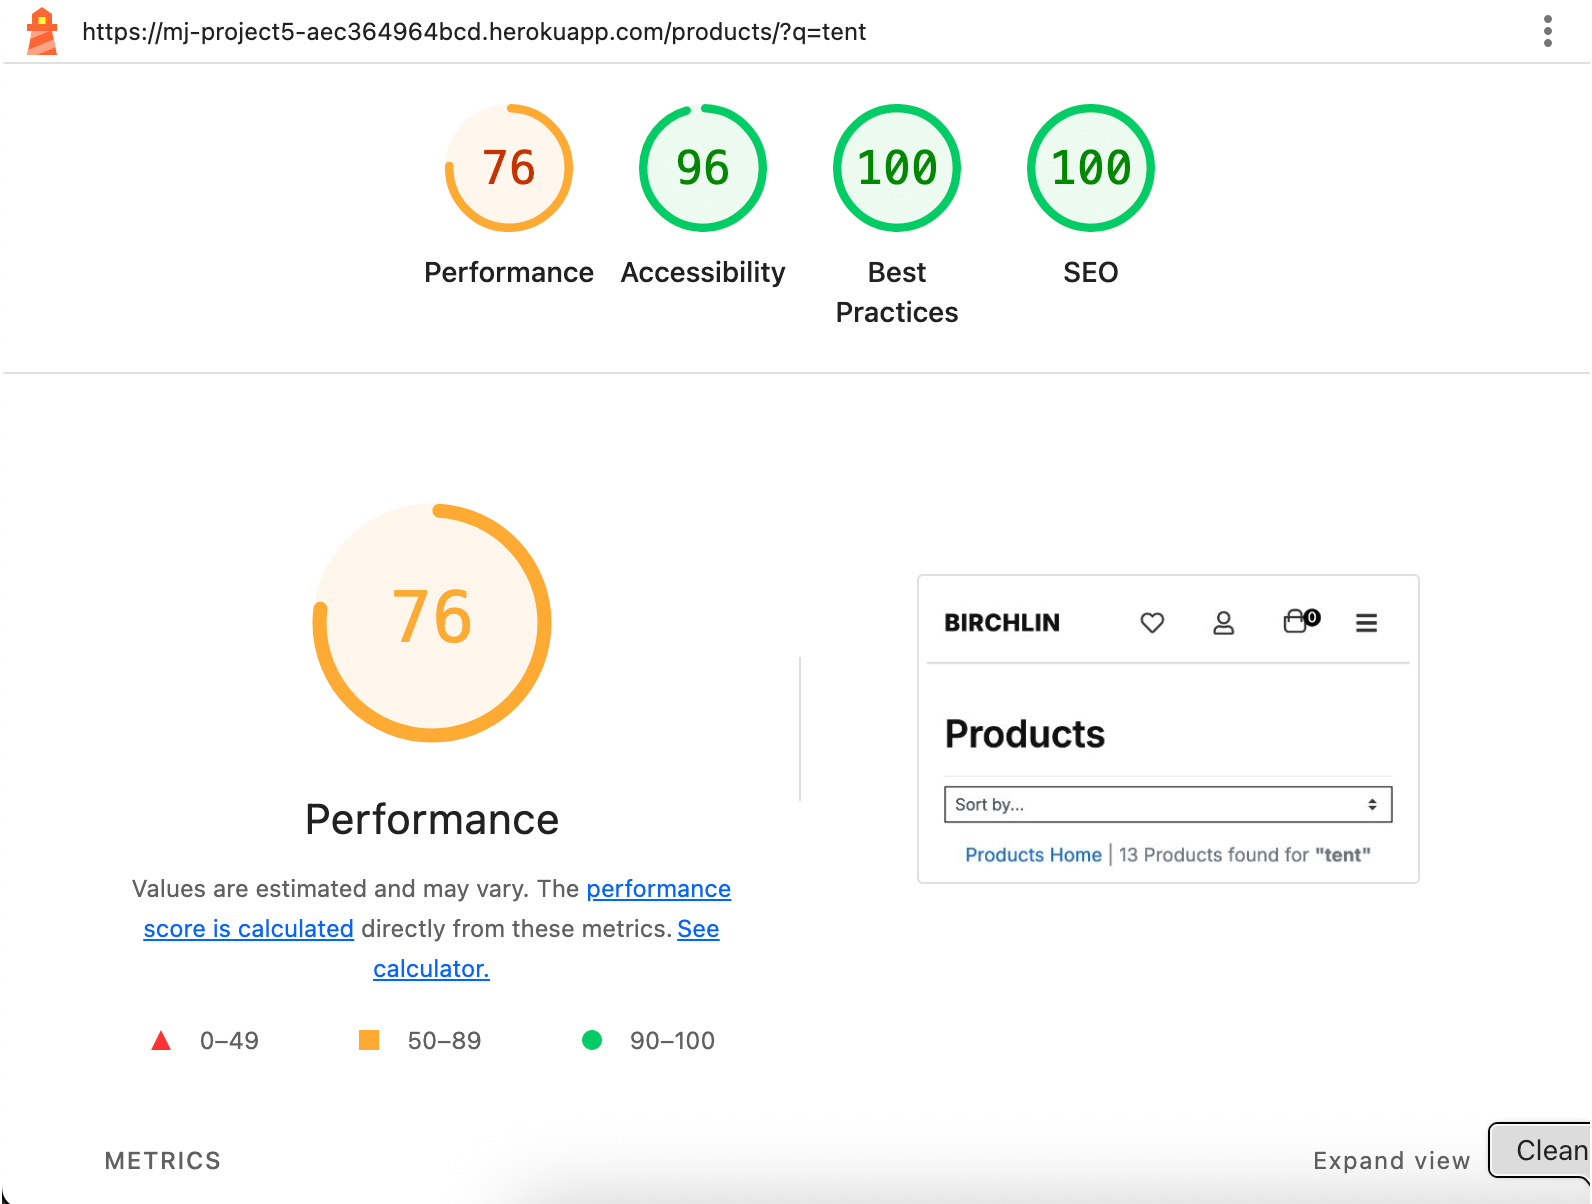 https://mj-project5-aec364964bcd.herokuapp.com/products/?q=tent
76
96
100
100
Performance
Accessibility
Best
Practices
SEO
76
Performance
Values are estimated and may vary. The performance
score is calculated directly from these metrics. See
calculator.
0–49
50–89
90–100
BIRCHLIN
0
Products
Sort by...
Products Home | 13 Products found for "tent"
METRICS
Expand view
Clean